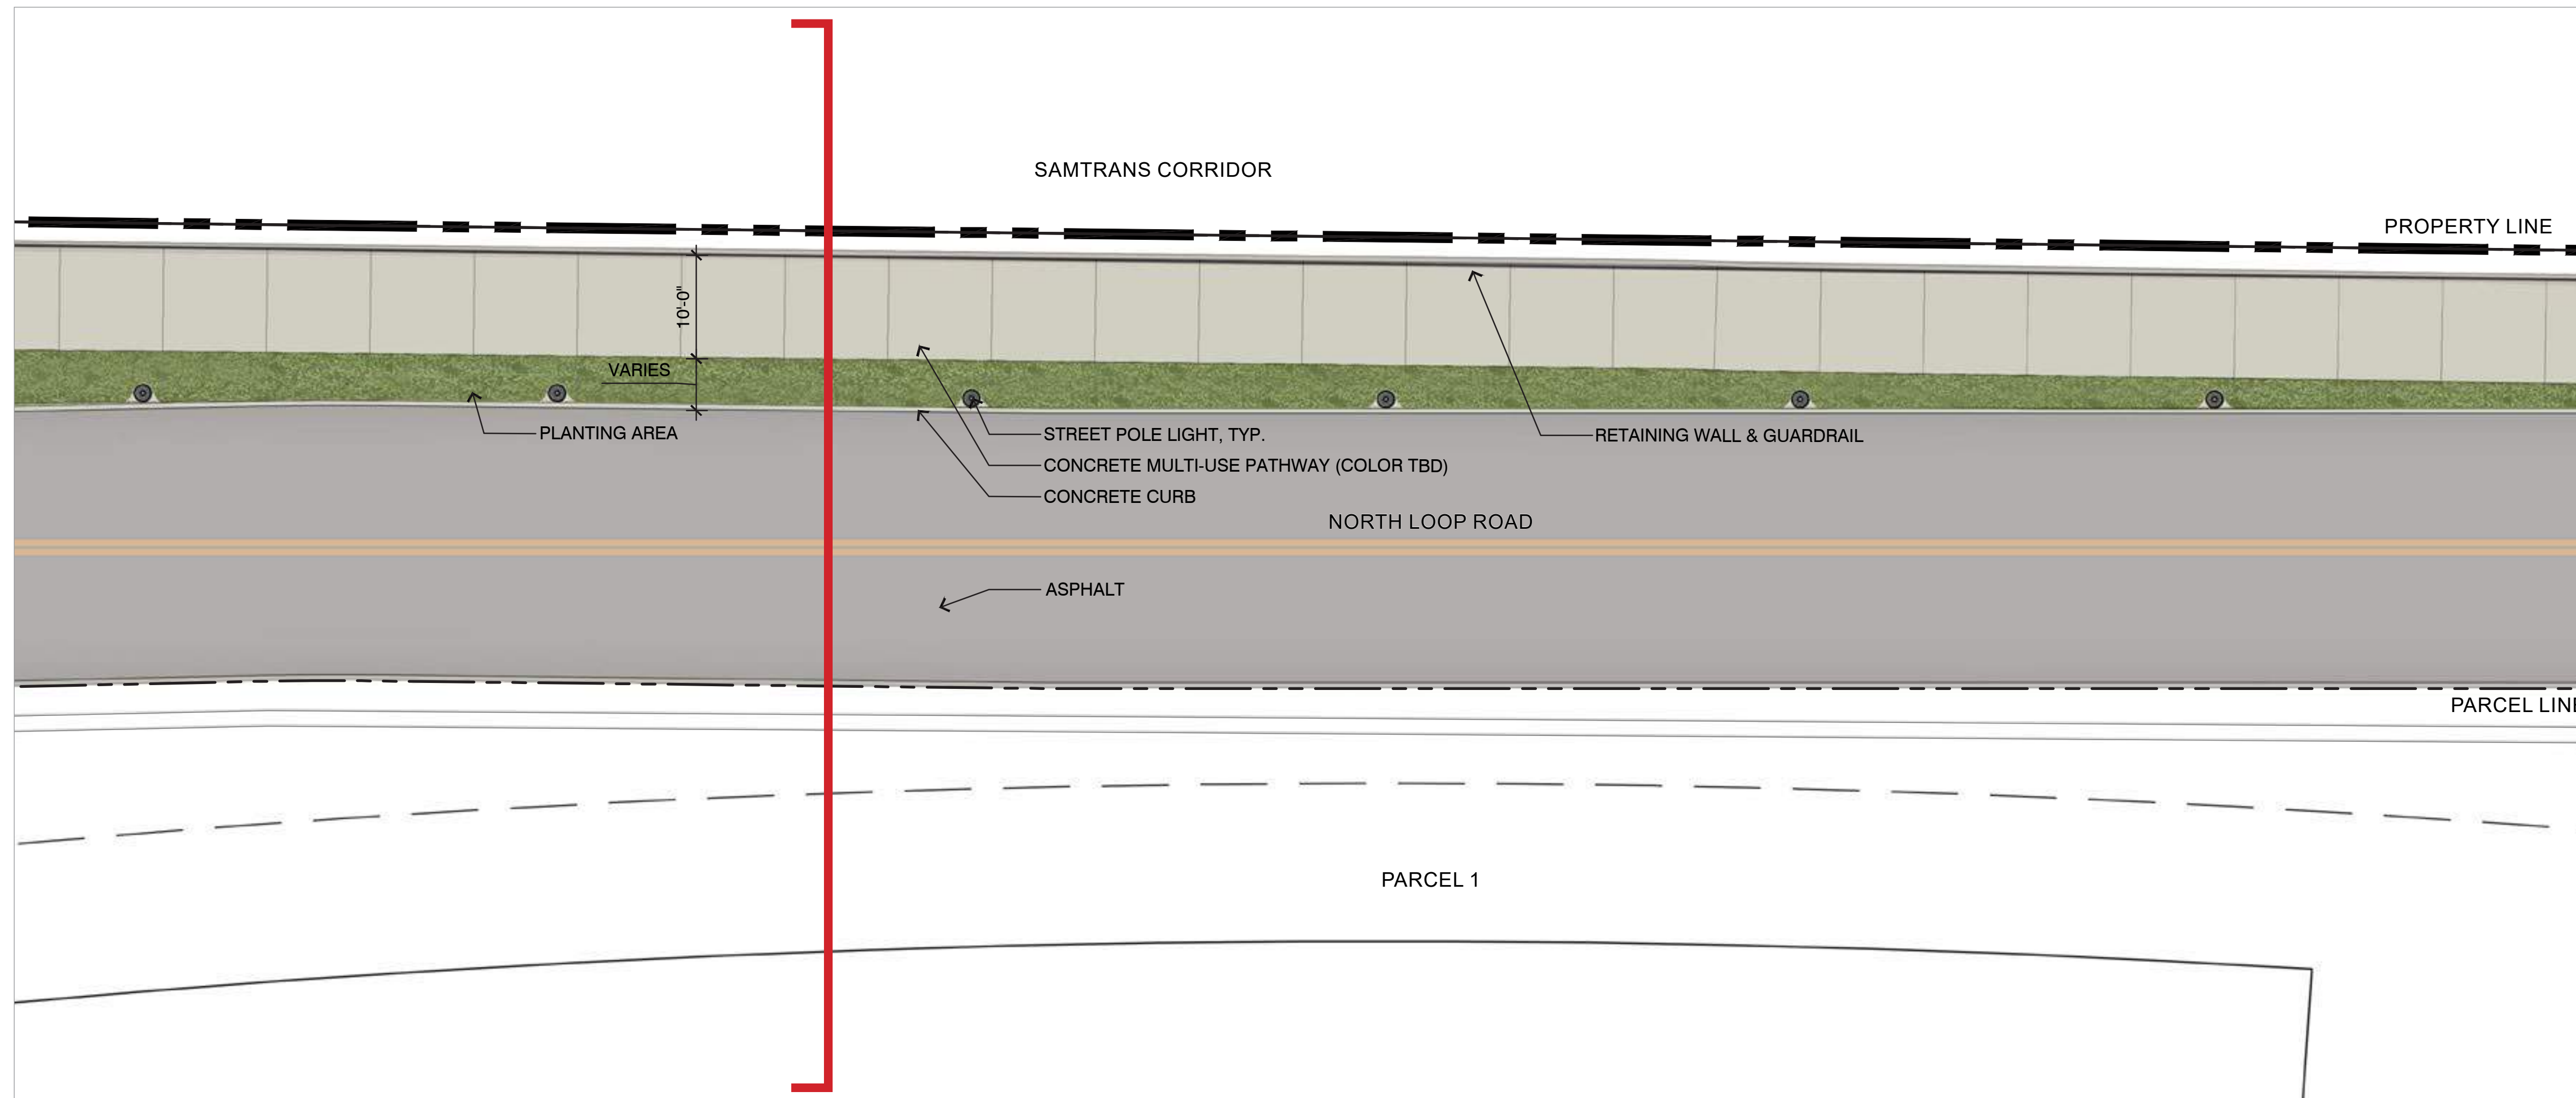 SAMTRANS CORRIDOR
PROPERTY LINE
10'-0"
VARIES
PLANTING AREA
STREET POLE LIGHT, TYP.
RETAINING WALL & GUARDRAIL
CONCRETE MULTI-USE PATHWAY (COLOR TBD)
CONCRETE CURB
NORTH LOOP ROAD
ASPHALT
PARCEL LINE
PARCEL 1